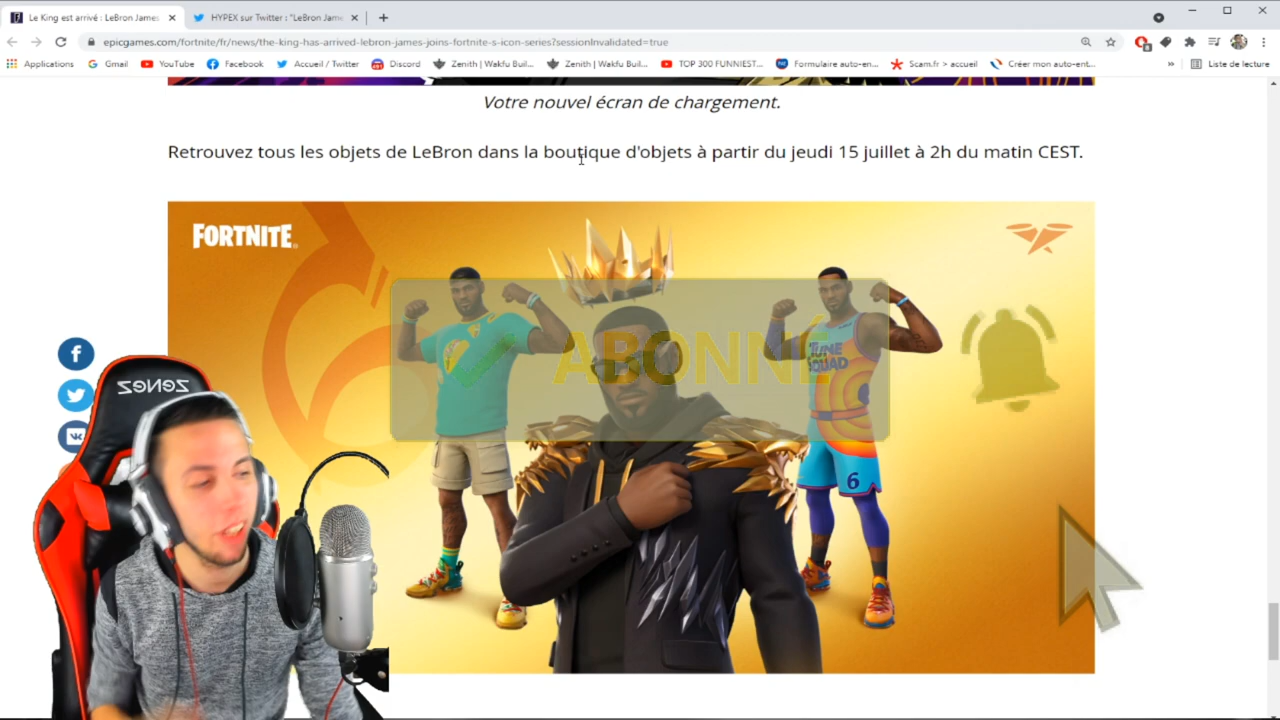 Le King est arrivé : LeBron James
HYPEX sur Twitter : "LeBron Jame
epicgames.com/fortnite/fr/news/the-king-has-arrived-lebron-james-joins-fortnite-s-icon-series?sessionInvalidated=true
Applications Gmail YouTube Facebook Accueil / Twitter Discord Zenith | Wakfu Buil... Zenith | Wakfu Buil... TOP 300 FUNNIEST... Formulaire auto-en... Scam.fr > accueil Créer mon auto-ent... » Liste de lecture
Votre nouvel écran de chargement.
Retrouvez tous les objets de LeBron dans la boutique d'objets à partir du jeudi 15 juillet à 2h du matin CEST.
FORTNITE
ABONNÉ
TUNE
SQUAD
6
ZENEZ